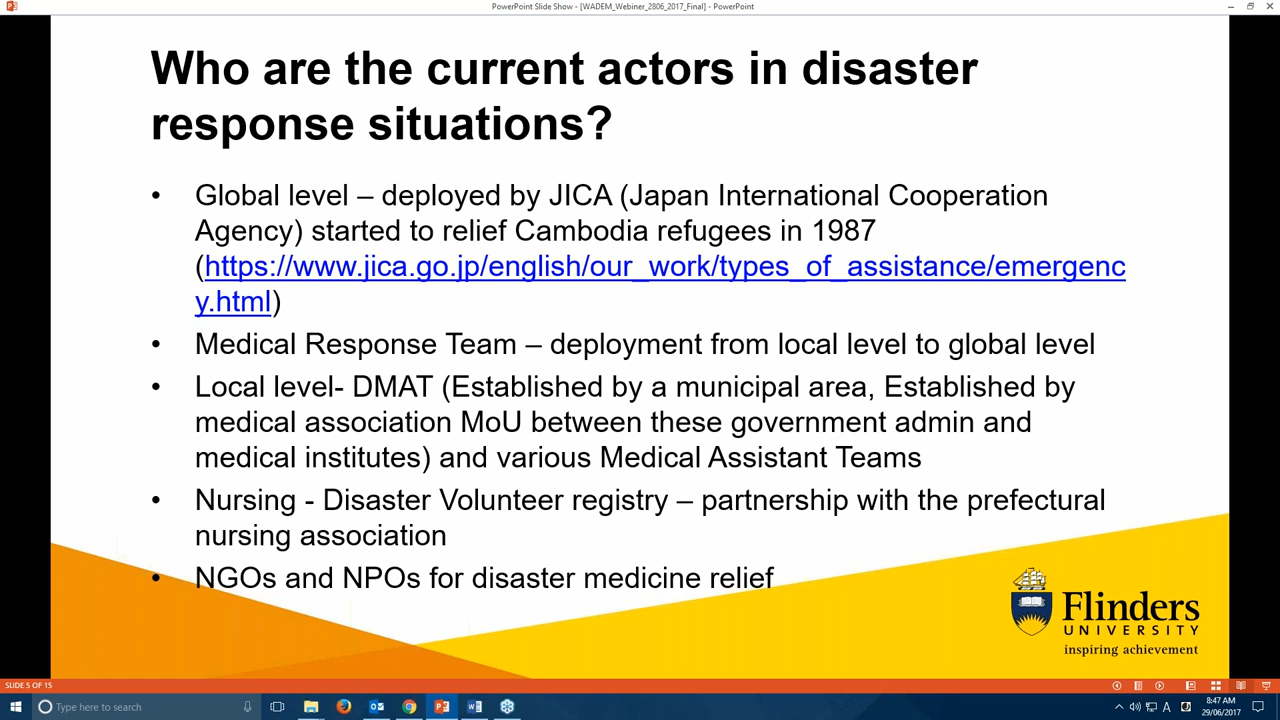 PowerPoint Slide Show - [WADEM_Webiner_2806_2017_Final] - PowerPoint
Who are the current actors in disaster
response situations?
• Global level – deployed by JICA (Japan International Cooperation
Agency) started to relief Cambodia refugees in 1987
(https://www.jica.go.jp/english/our_work/types_of_assistance/emergenc
y.html)
• Medical Response Team – deployment from local level to global level
• Local level- DMAT (Established by a municipal area, Established by
medical association MoU between these government admin and
medical institutes) and various Medical Assistant Teams
• Nursing - Disaster Volunteer registry – partnership with the prefectural
nursing association
• NGOs and NPOs for disaster medicine relief
Flinders
UNIVERSITY
inspiring achievement
SLIDE 5 OF 15
Type here to search
A
8:47 AM
29/06/2017